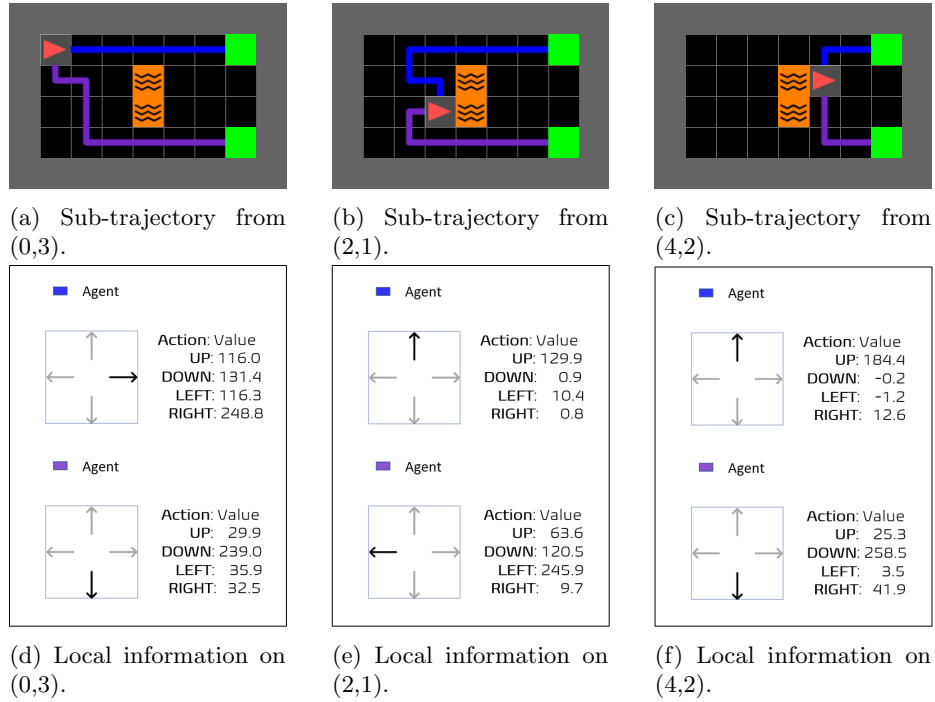 (a) Sub-trajectory from
(0,3).
(b) Sub-trajectory from
(2,1).
(c) Sub-trajectory from
(4,2).
Agent
Action: Value
UP: 116.0
DOWN: 131.4
LEFT: 116.3
RIGHT: 248.8
Agent
Action: Value
UP: 29.9
DOWN: 239.0
LEFT: 35.9
RIGHT: 32.5
Agent
Action: Value
UP: 129.9
DOWN: 0.9
LEFT: 10.4
RIGHT: 0.8
Agent
Action: Value
UP: 63.6
DOWN: 120.5
LEFT: 245.9
RIGHT: 9.7
Agent
Action: Value
UP: 184.4
DOWN: -0.2
LEFT: -1.2
RIGHT: 12.6
Agent
Action: Value
UP: 25.3
DOWN: 258.5
LEFT: 3.5
RIGHT: 41.9
(d) Local information on
(0,3).
(e) Local information on
(2,1).
(f) Local information on
(4,2).